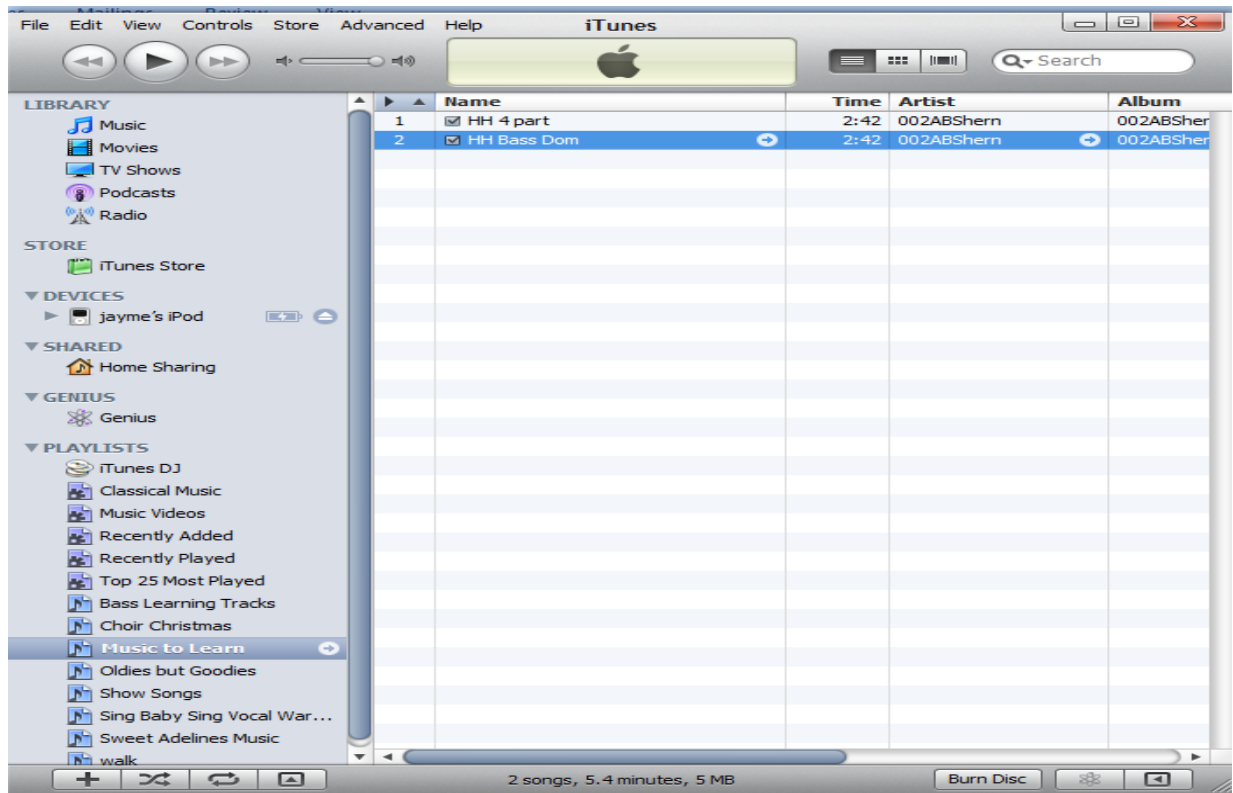 Mailings Review View
File Edit View Controls Store Advanced Help iTunes
Search
LIBRARY
Music
Movies
TV Shows
Podcasts
Radio
STORE
iTunes Store
DEVICES
jayme's iPod
SHARED
Home Sharing
GENIUS
Genius
PLAYLISTS
iTunes DJ
Classical Music
Music Videos
Recently Added
Recently Played
Top 25 Most Played
Bass Learning Tracks
Choir Christmas
Music to Learn
Oldies but Goodies
Show Songs
Sing Baby Sing Vocal War...
Sweet Adelines Music
walk
Name Time Artist Album
1 HH 4 part 2:42 002ABShern 002ABSher
2 HH Bass Dom 2:42 002ABShern 002ABSher
2 songs, 5.4 minutes, 5 MB
Burn Disc